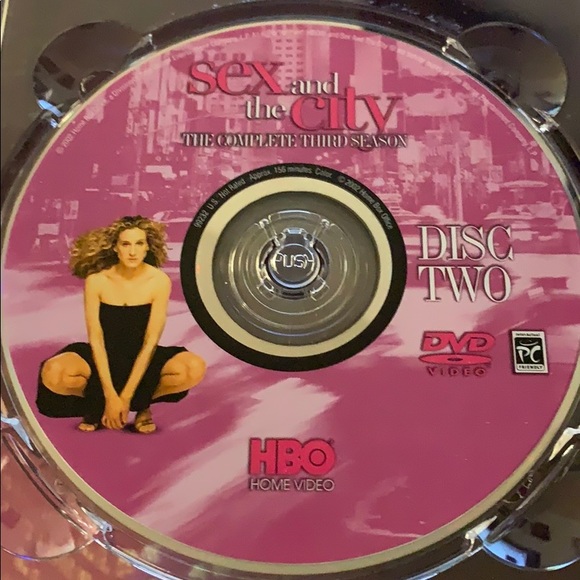 sex and
the city
THE COMPLETE THIRD SEASON
99232 U.S. Not Rated Approx. 156 minutes. Color. © 2002 Home Box Office
PUSH
DISC
TWO
DVD
VIDEO
PC
FRIENDLY
HBO
HOME VIDEO